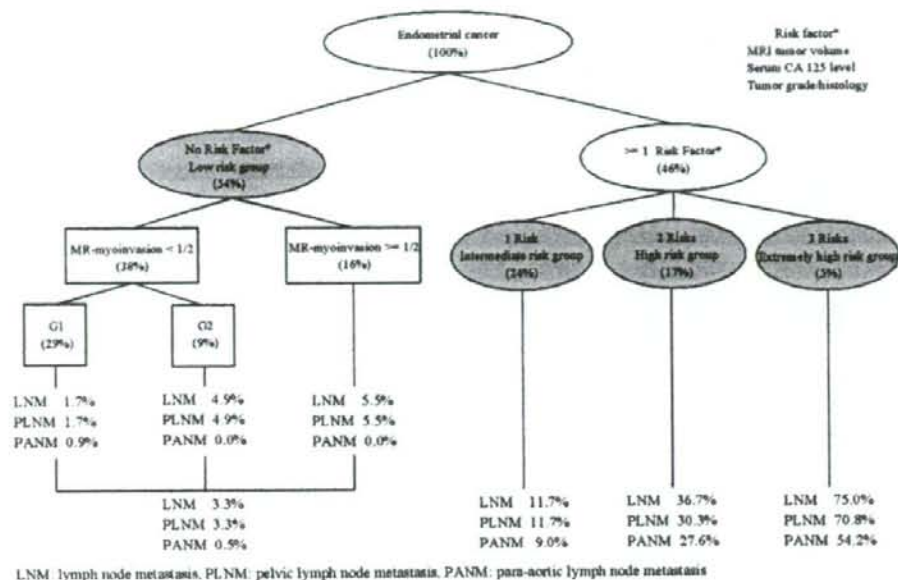 Endometrial cancer
(100%)
Risk factor*
MRI tumor volume
Serum CA 125 level
Tumor grade/histology
No Risk Factor*
Low risk group
(54%)
>= 1 Risk Factor*
(46%)
MR-myoinvasion < 1/2
(38%)
MR-myoinvasion >= 1/2
(16%)
1 Risk
Intermediate risk group
(24%)
2 Risks
High risk group
(17%)
3 Risks
Extremely high risk group
(5%)
G1
(29%)
G2
(9%)
LNM 1.7%
PLNM 1.7%
PANM 0.9%
LNM 4.9%
PLNM 4.9%
PANM 0.0%
LNM 5.5%
PLNM 5.5%
PANM 0.0%
LNM 3.3%
PLNM 3.3%
PANM 0.5%
LNM 11.7%
PLNM 11.7%
PANM 9.0%
LNM 36.7%
PLNM 30.3%
PANM 27.6%
LNM 75.0%
PLNM 70.8%
PANM 54.2%
LNM: lymph node metastasis, PLNM: pelvic lymph node metastasis, PANM: para-aortic lymph node metastasis